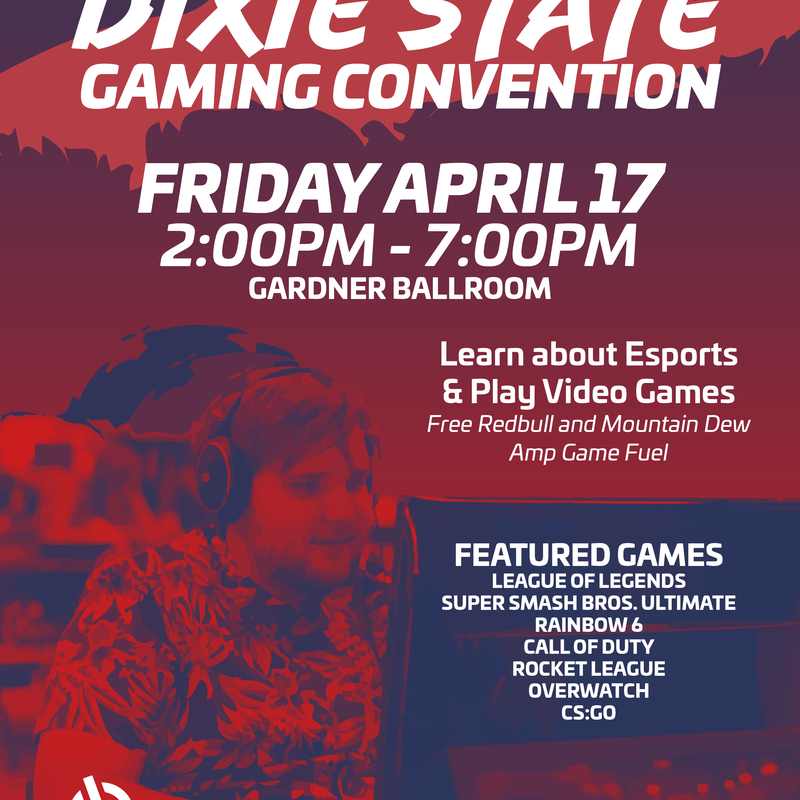 DIXIE STATE
GAMING CONVENTION
FRIDAY APRIL 17
2:00PM - 7:00PM
GARDNER BALLROOM
Learn about Esports
& Play Video Games
Free Redbull and Mountain Dew
Amp Game Fuel
FEATURED GAMES
LEAGUE OF LEGENDS
SUPER SMASH BROS. ULTIMATE
RAINBOW 6
CALL OF DUTY
ROCKET LEAGUE
OVERWATCH
CS:GO